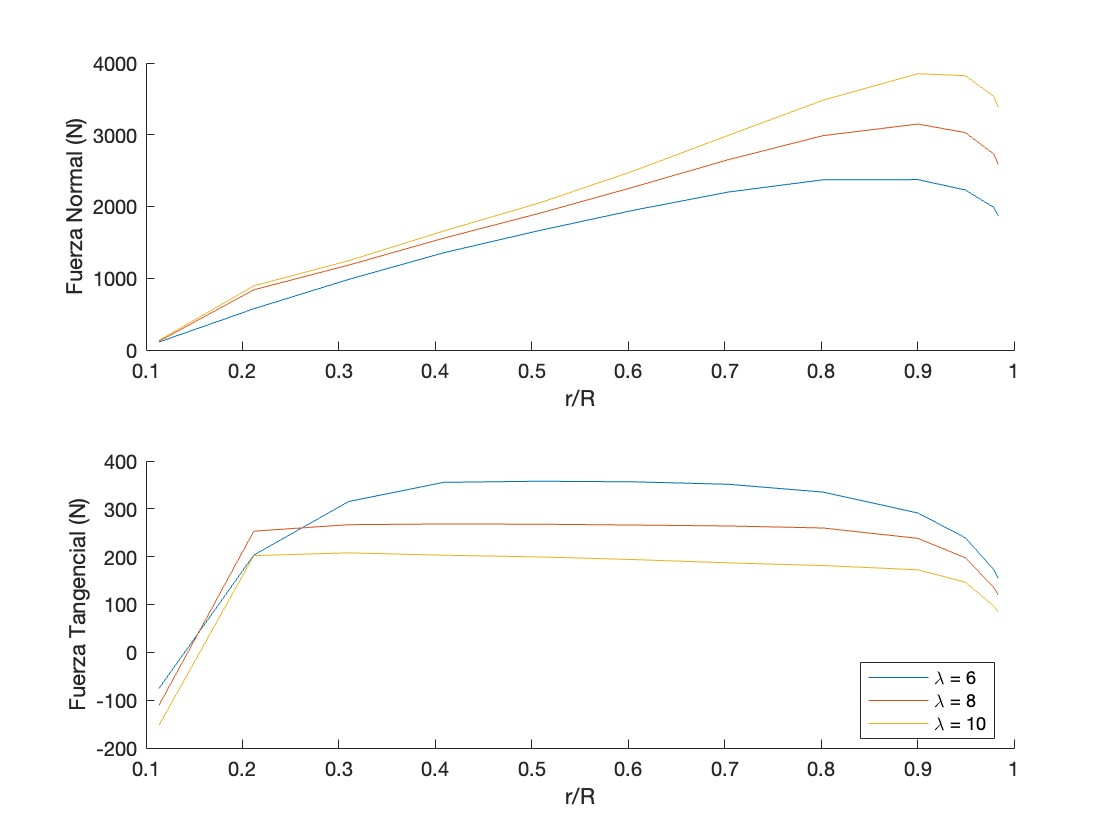 4000
3000
2000
1000
0
Fuerza Normal (N)
0.1 0.2 0.3 0.4 0.5 0.6 0.7 0.8 0.9 1
r/R
400
300
200
100
0
-100
-200
Fuerza Tangencial (N)
λ = 6
λ = 8
λ = 10
0.1 0.2 0.3 0.4 0.5 0.6 0.7 0.8 0.9 1
r/R